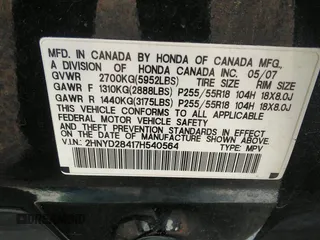 MFD. IN CANADA BY HONDA OF CANADA MFG.,
A DIVISION OF HONDA CANADA INC. 05/07
GVWR 2700KG(5952LBS) TIRE SIZE RIM SIZE
GAWR F 1310KG(2888LBS) P255/55R18 104H 18X8.0J
GAWR R 1440KG(3175LBS) P255/55R18 104H 18X8.0J
THIS VEHICLE CONFORMS TO ALL APPLICABLE
FEDERAL MOTOR VEHICLE SAFETY AND
THEFT PREVENTION STANDARDS IN EFFECT ON
THE DATE OF MANUFACTURE SHOWN ABOVE.
V.I.N.: 2HNYD28417H540564 TYPE: MPV